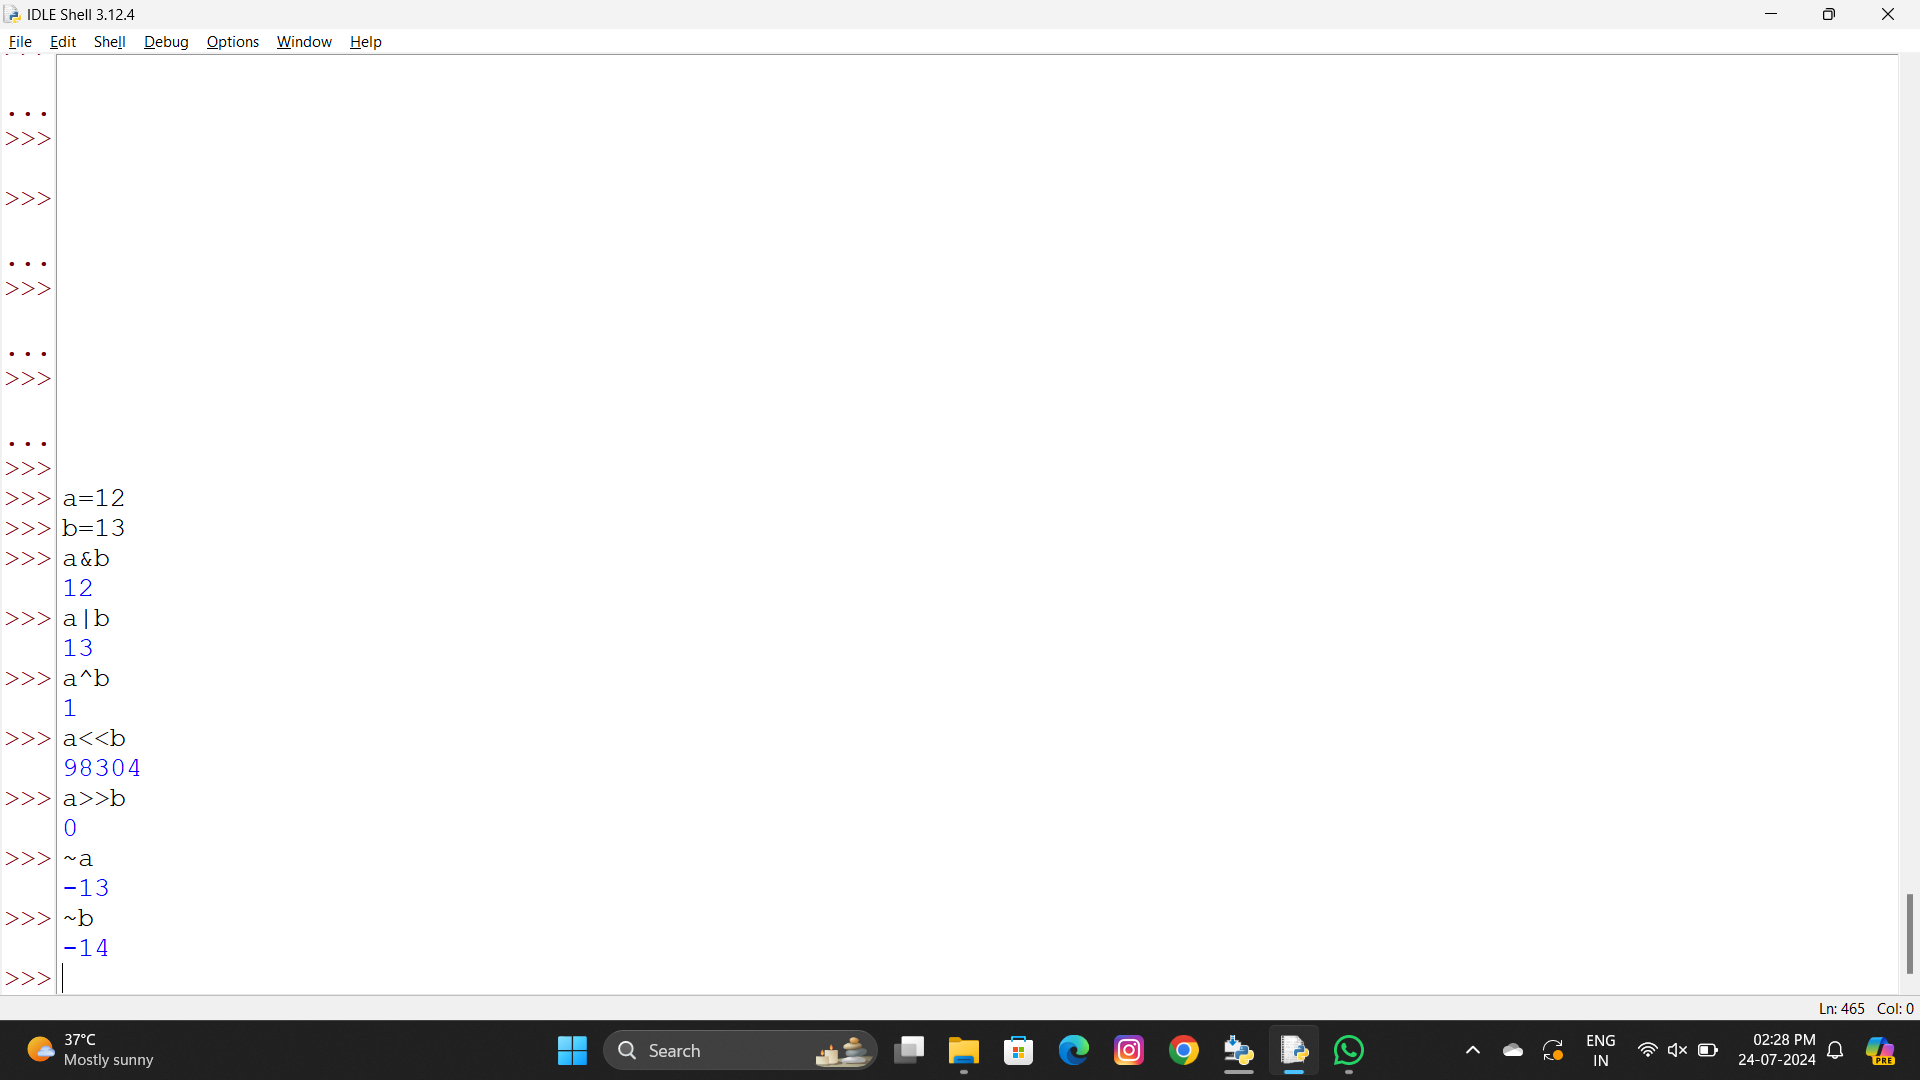 IDLE Shell 3.12.4
File Edit Shell Debug Options Window Help
...
>>>
>>>
...
>>>
...
>>>
...
>>>
>>> a=12
>>> b=13
>>> a&b
12
>>> a|b
13
>>> a^b
1
>>> a<<b
98304
>>> a>>b
0
>>> ~a
-13
>>> ~b
-14
>>>
Ln: 465 Col: 0
37°C
Mostly sunny
Search
ENG
IN
02:28 PM
24-07-2024
PRE